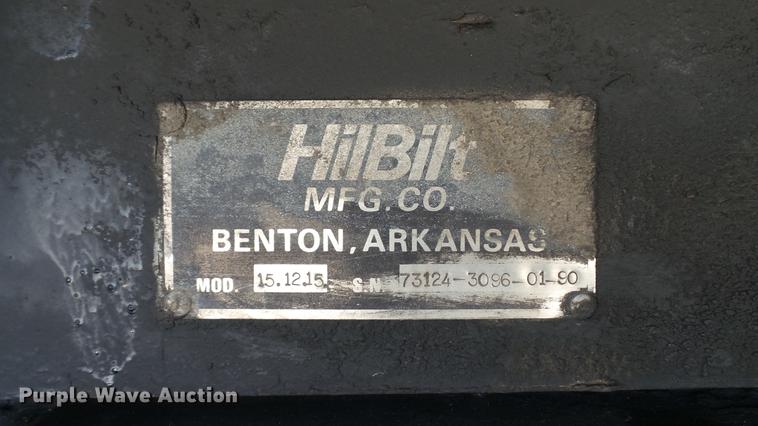 HilBilt
MFG. CO.
BENTON, ARKANSAS
MOD. 15.12.15 S.N. 73124-3096-01-90
Purple Wave Auction